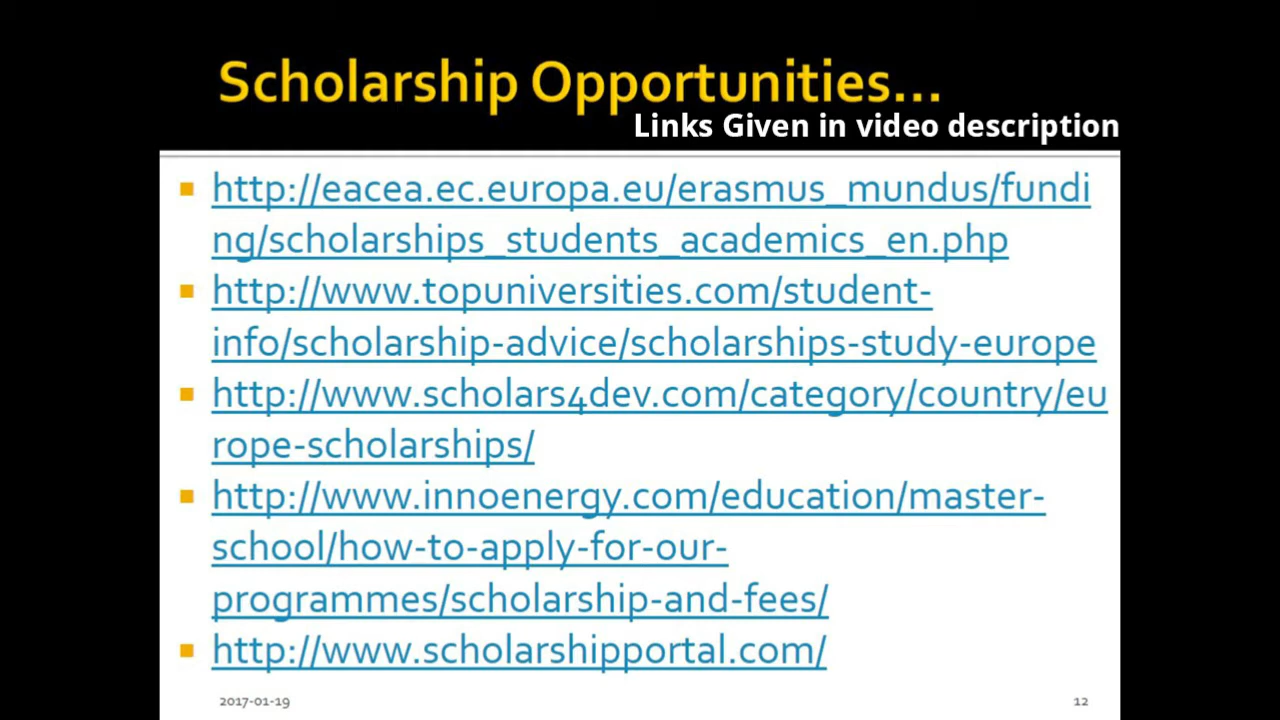 Scholarship Opportunities...
Links Given in video description
http://eacea.ec.europa.eu/erasmus_mundus/fundi
ng/scholarships_students_academics_en.php
http://www.topuniversities.com/student-
info/scholarship-advice/scholarships-study-europe
http://www.scholars4dev.com/category/country/eu
rope-scholarships/
http://www.innoenergy.com/education/master-
school/how-to-apply-for-our-
programmes/scholarship-and-fees/
http://www.scholarshipportal.com/
2017-01-19
12